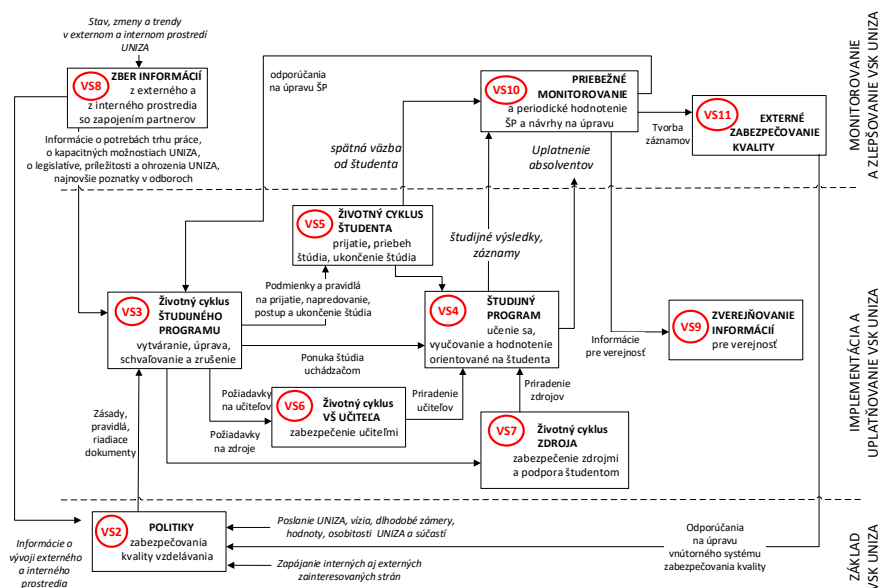 Stav, zmeny a trendy
v externom a internom prostredí
UNIZA
VS8
ZBER INFORMÁCIÍ
z externého a
z interného prostredia
so zapojením partnerov
Informácie o potrebách trhu práce,
o kapacitných možnostiach UNIZA,
o legislatíve, príležitosti a ohrozenia UNIZA,
najnovšie poznatky v odboroch
odporúčania
na úpravu ŠP
VS10
PRIEBEŽNÉ
MONITOROVANIE
a periodické hodnotenie
ŠP a návrhy na úpravu
Tvorba
záznamov
VS11
EXTERNÉ
ZABEZPEČOVANIE
KVALITY
MONITOROVANIE
A ZLEPŠOVANIE VSK UNIZA
spätná väzba
od študenta
Uplatnenie
absolventov
VS5
ŽIVOTNÝ CYKLUS
ŠTUDENTA
prijatie, priebeh
štúdia, ukončenie štúdia
študijné výsledky,
záznamy
VS3
Životný cyklus
ŠTUDIJNÉHO
PROGRAMU
vytváranie, úprava,
schvaľovanie a zrušenie
Podmienky a pravidlá
na prijatie, napredovanie,
postup a ukončenie štúdia
VS4
ŠTUDIJNÝ
PROGRAM
učenie sa,
vyučovanie a hodnotenie
orientované na študenta
VS9
ZVEREJŇOVANIE
INFORMÁCIÍ
pre verejnosť
Informácie
pre verejnosť
Ponuka štúdia
uchádzačom
Požiadavky
na učiteľov
VS6
Životný cyklus
VŠ UČITEĽA
zabezpečenie učiteľmi
Priradenie
učiteľov
Priradenie
zdrojov
Požiadavky
na zdroje
VS7
Životný cyklus
ZDROJA
zabezpečenie zdrojmi
a podpora študentom
Zásady,
pravidlá,
riadiace
dokumenty
IMPLEMENTÁCIA A
UPLATŇOVANIE VSK UNIZA
VS2
POLITIKY
zabezpečovania
kvality vzdelávania
Poslanie UNIZA, vízia, dlhodobé zámery,
hodnoty, osobitosti UNIZA a súčastí
Zapájanie interných aj externých
zainteresovaných strán
Odporúčania
na úpravu
vnútorného systému
zabezpečovania kvality
Informácie o
vývoji externého
a interného
prostredia
ZÁKLAD
VSK UNIZA